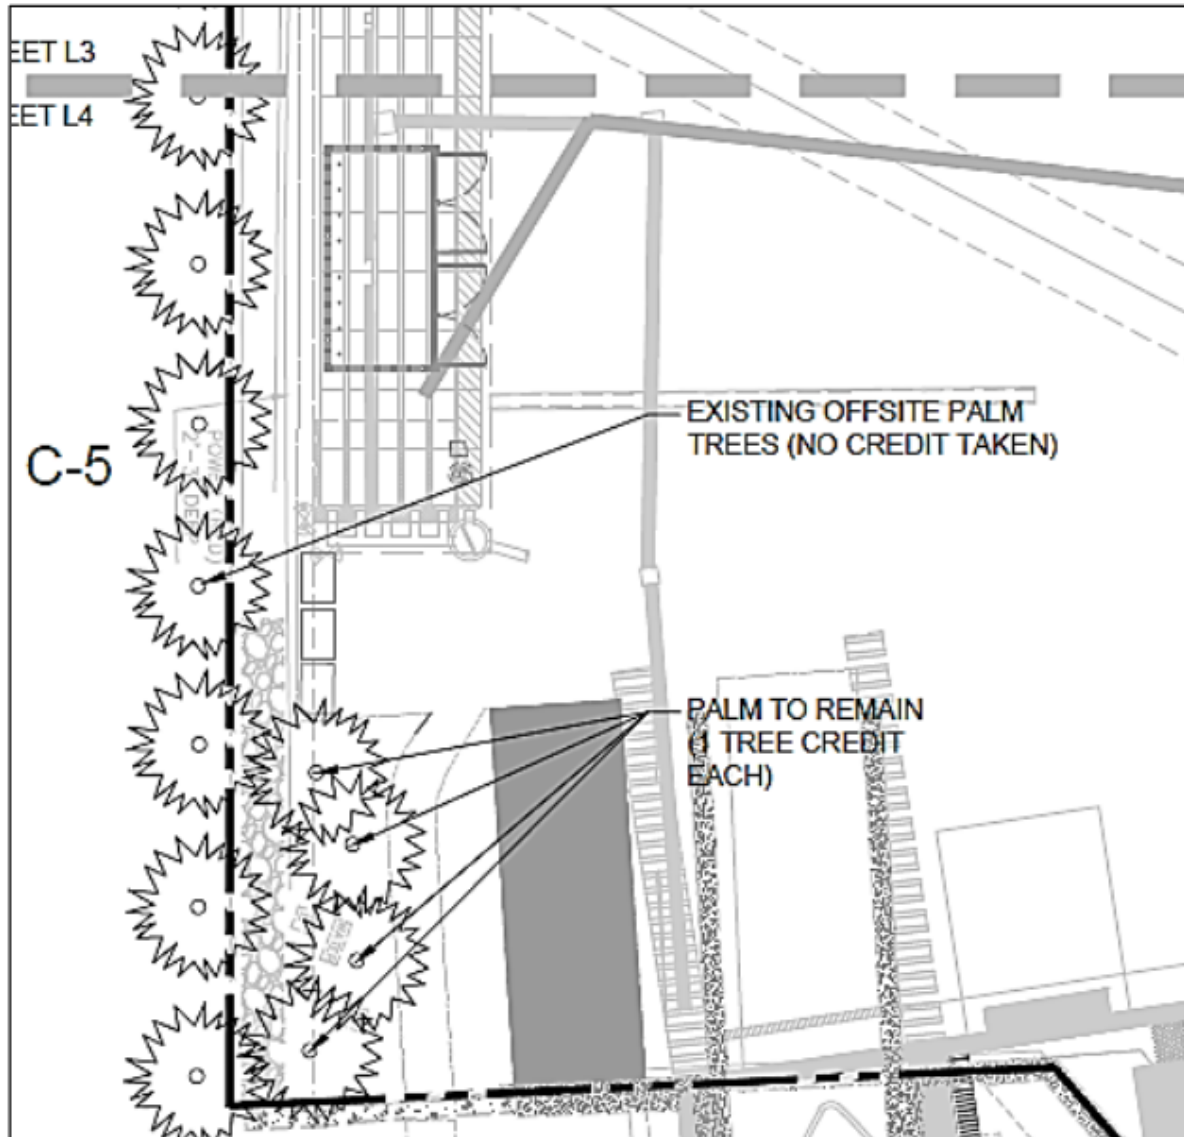 EET L3
EET L4
EXISTING OFFSITE PALM
TREES (NO CREDIT TAKEN)
C-5
PALM TO REMAIN
(1 TREE CREDIT
EACH)